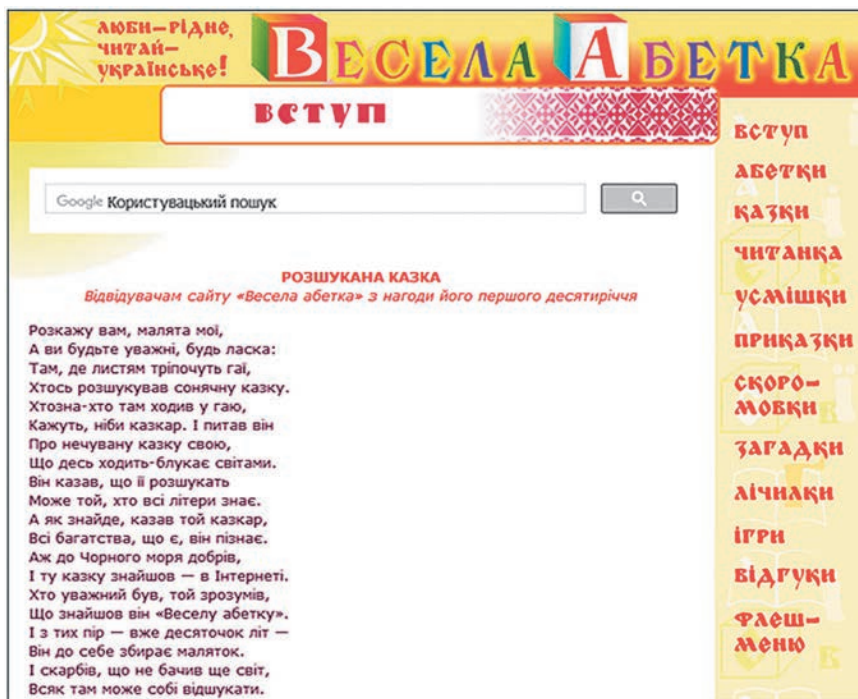 люби-рідне,
читай-
українське!
ВЕСЕЛА АБЕТКА
вступ
Google Користувацький пошук
РОЗШУКАНА КАЗКА
Відвідувачам сайту «Весела абетка» з нагоди його першого десятиріччя
Розкажу вам, малята мої,
А ви будьте уважні, будь ласка:
Там, де листям тріпочуть гаї,
Хтось розшукував сонячну казку.
Хтозна-хто там ходив у гаю,
Кажуть, ніби казкар. І питав він
Про нечувану казку свою,
Що десь ходить-блукає світами.
Він казав, що її розшукать
Може той, хто всі літери знає.
А як знайде, казав той казкар,
Всі багатства, що є, він пізнає.
Аж до Чорного моря добрів,
І ту казку знайшов — в Інтернеті.
Хто уважний був, той зрозумів,
Що знайшов він «Веселу абетку».
І з тих пір — вже десяточок літ —
Він до себе збирає маляток.
І скарбів, що не бачив ще світ,
Всяк там може собі відшукати.
вступ
абетки
казки
читанка
усмішки
приказки
скоро-
мовки
загадки
лічилки
ігри
відгуки
флеш-
меню